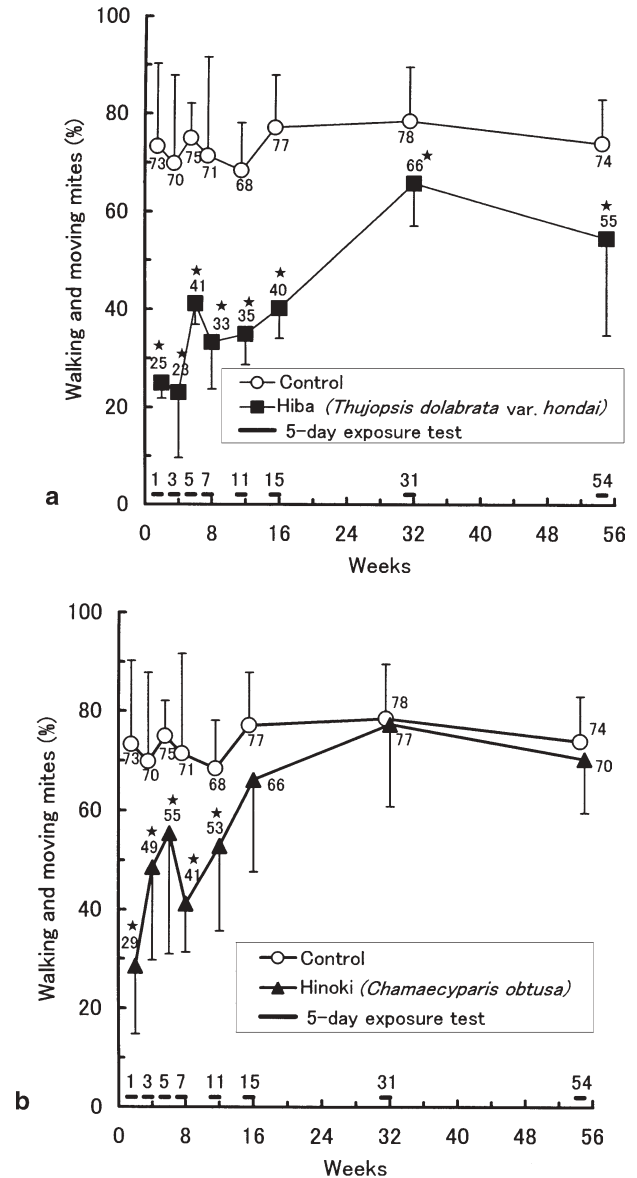 100
80
60
40
20
0
Walking and moving mites (%)
73 70 75 71 68 77 78 74
★ 25 ★ 23 ★ 41 ★ 33 ★ 35 ★ 40 66 ★ ★ 55
Control
Hiba (Thujopsis dolabrata var. hondai)
5-day exposure test
1 3 5 7 11 15 31 54
a
0 8 16 24 32 40 48 56
Weeks
100
80
60
40
20
0
Walking and moving mites (%)
73 70 75 71 68 77 78 74
★ 29 ★ 49 ★ 55 ★ 41 ★ 53 66 77 70
Control
Hinoki (Chamaecyparis obtusa)
5-day exposure test
1 3 5 7 11 15 31 54
b
0 8 16 24 32 40 48 56
Weeks